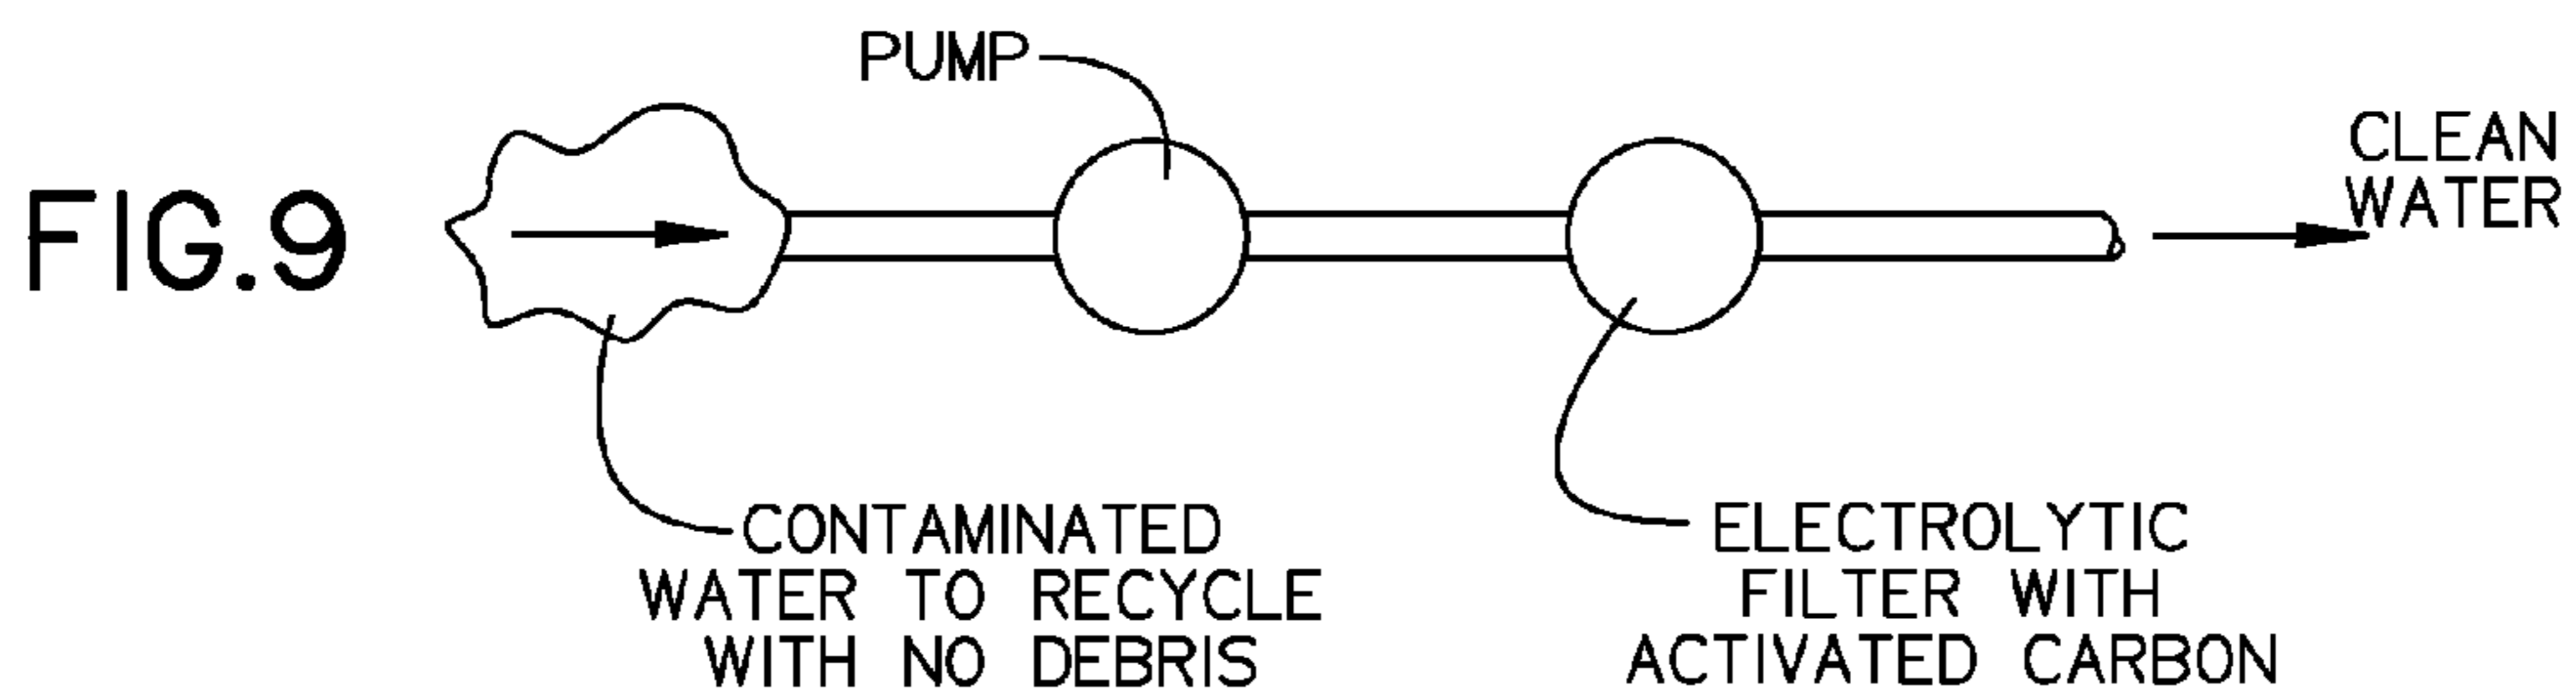 FIG.9
PUMP
CLEAN
WATER
CONTAMINATED
WATER TO RECYCLE
WITH NO DEBRIS
ELECTROLYTIC
FILTER WITH
ACTIVATED CARBON